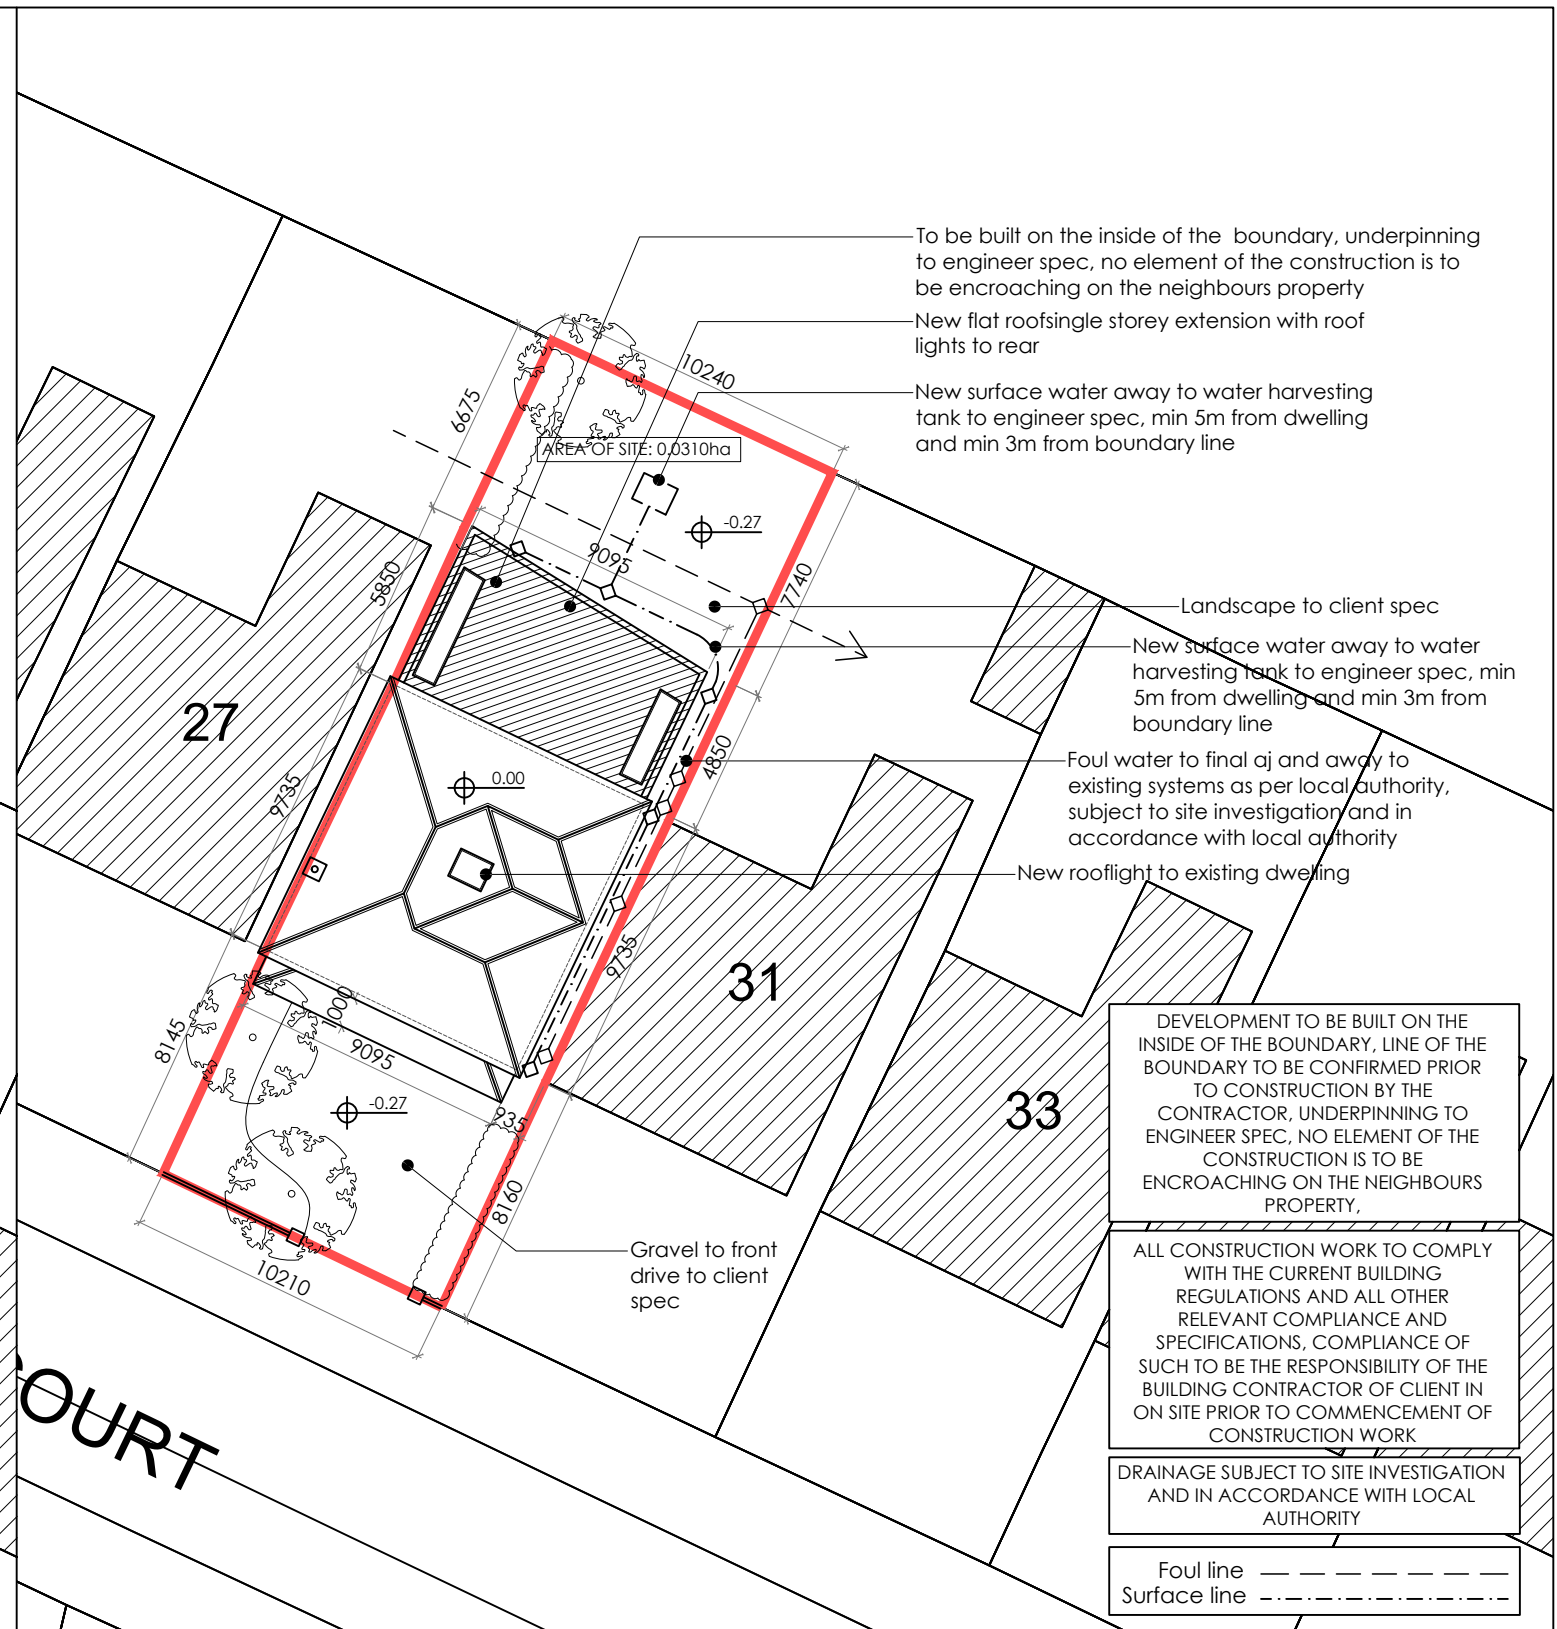 To be built on the inside of the boundary, underpinning
to engineer spec, no element of the construction is to
be encroaching on the neighbours property
New flat roofsingle storey extension with roof
lights to rear
New surface water away to water harvesting
tank to engineer spec, min 5m from dwelling
and min 3m from boundary line
10240
6675
AREA OF SITE: 0.0310ha
-0.27
9095
7740
5850
Landscape to client spec
New surface water away to water
harvesting tank to engineer spec, min
5m from dwelling and min 3m from
boundary line
27
4850
Foul water to final aj and away to
existing systems as per local authority,
subject to site investigation and in
accordance with local authority
0.00
9735
New rooflight to existing dwelling
9735
31
1000
8145
9095
-0.27
935
33
8160
10210
Gravel to front
drive to client
spec
DEVELOPMENT TO BE BUILT ON THE
INSIDE OF THE BOUNDARY, LINE OF THE
BOUNDARY TO BE CONFIRMED PRIOR
TO CONSTRUCTION BY THE
CONTRACTOR, UNDERPINNING TO
ENGINEER SPEC, NO ELEMENT OF THE
CONSTRUCTION IS TO BE
ENCROACHING ON THE NEIGHBOURS
PROPERTY,
ALL CONSTRUCTION WORK TO COMPLY
WITH THE CURRENT BUILDING
REGULATIONS AND ALL OTHER
RELEVANT COMPLIANCE AND
SPECIFICATIONS, COMPLIANCE OF
SUCH TO BE THE RESPONSIBILITY OF THE
BUILDING CONTRACTOR OF CLIENT IN
ON SITE PRIOR TO COMMENCEMENT OF
CONSTRUCTION WORK
COURT
DRAINAGE SUBJECT TO SITE INVESTIGATION
AND IN ACCORDANCE WITH LOCAL
AUTHORITY
Foul line
Surface line